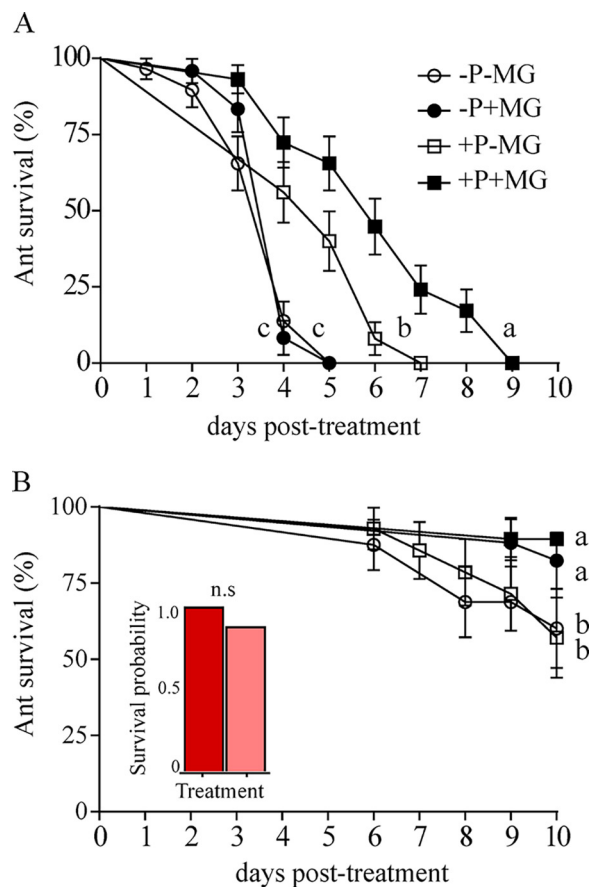 A
Ant survival (%)
100
75
50
25
0
-P-MG
-P+MG
+P-MG
+P+MG
c c b a
0 1 2 3 4 5 6 7 8 9 10
days post-treatment
B
Ant survival (%)
100
75
50
25
0
a
a
b
b
n.s
Survival probability
1.0
0.5
0
Treatment
0 1 2 3 4 5 6 7 8 9 10
days post-treatment